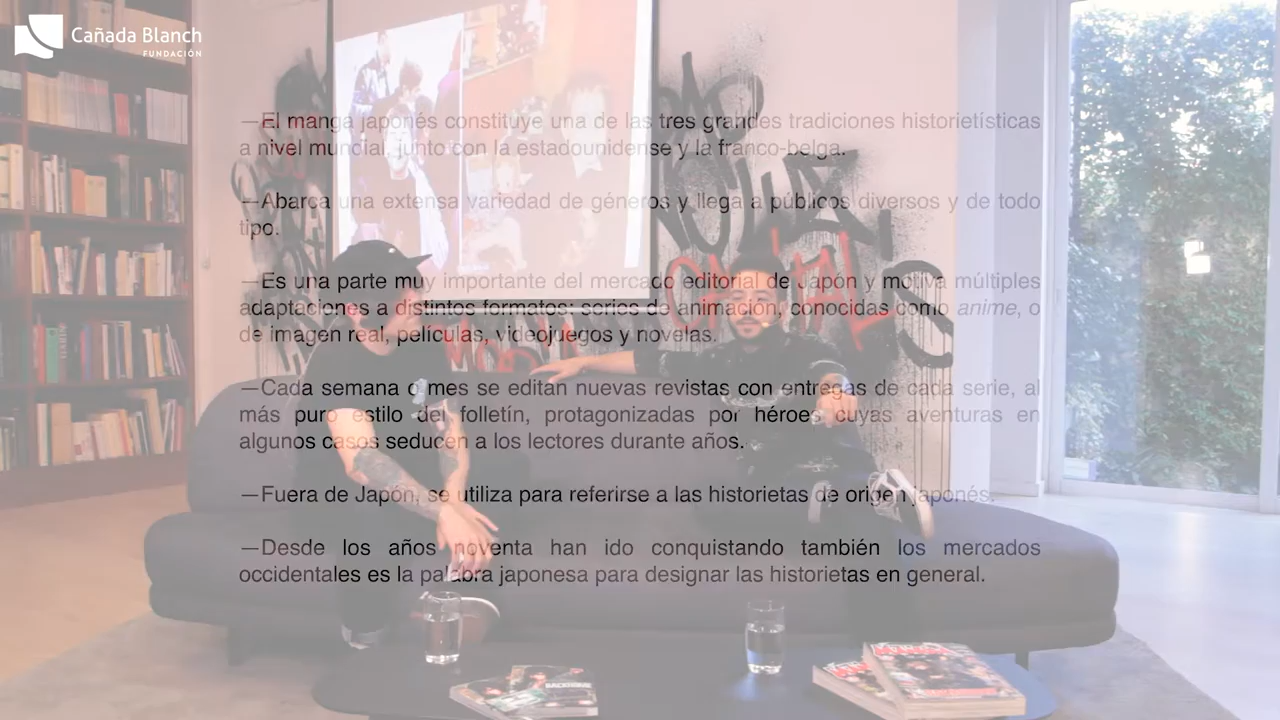 Cañada Blanch
FUNDACIÓN
—El manga japonés constituye una de las tres grandes tradiciones historietísticas
a nivel mundial, junto con la estadounidense y la franco-belga.
—Abarca una extensa variedad de géneros y llega a públicos diversos y de todo
tipo.
—Es una parte muy importante del mercado editorial de Japón y motiva múltiples
adaptaciones a distintos formatos: series de animación, conocidas como anime, o
de imagen real, películas, videojuegos y novelas.
—Cada semana o mes se editan nuevas revistas con entregas de cada serie, al
más puro estilo del folletín, protagonizadas por héroes cuyas aventuras en
algunos casos seducen a los lectores durante años.
—Fuera de Japón, se utiliza para referirse a las historietas de origen japonés.
—Desde los años noventa han ido conquistando también los mercados
occidentales es la palabra japonesa para designar las historietas en general.